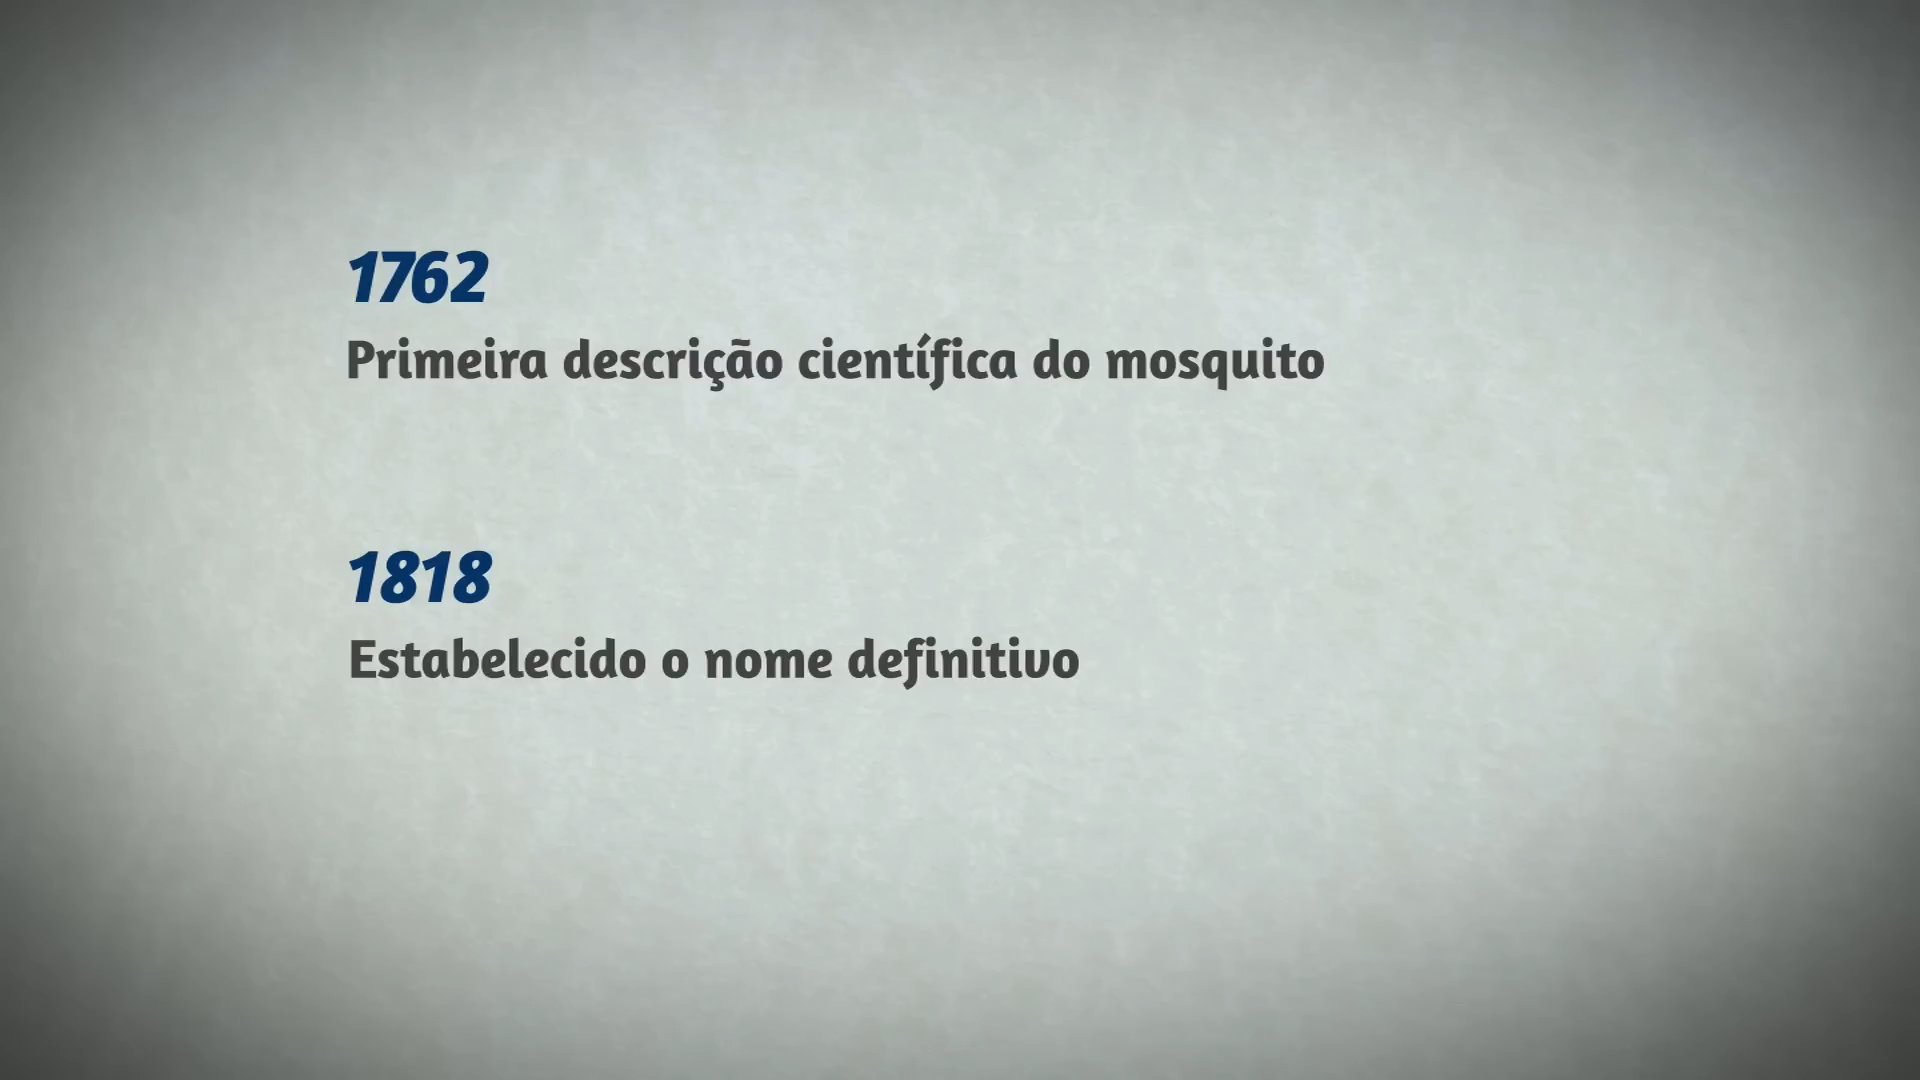 1762
Primeira descrição científica do mosquito
1818
Estabelecido o nome definitivo